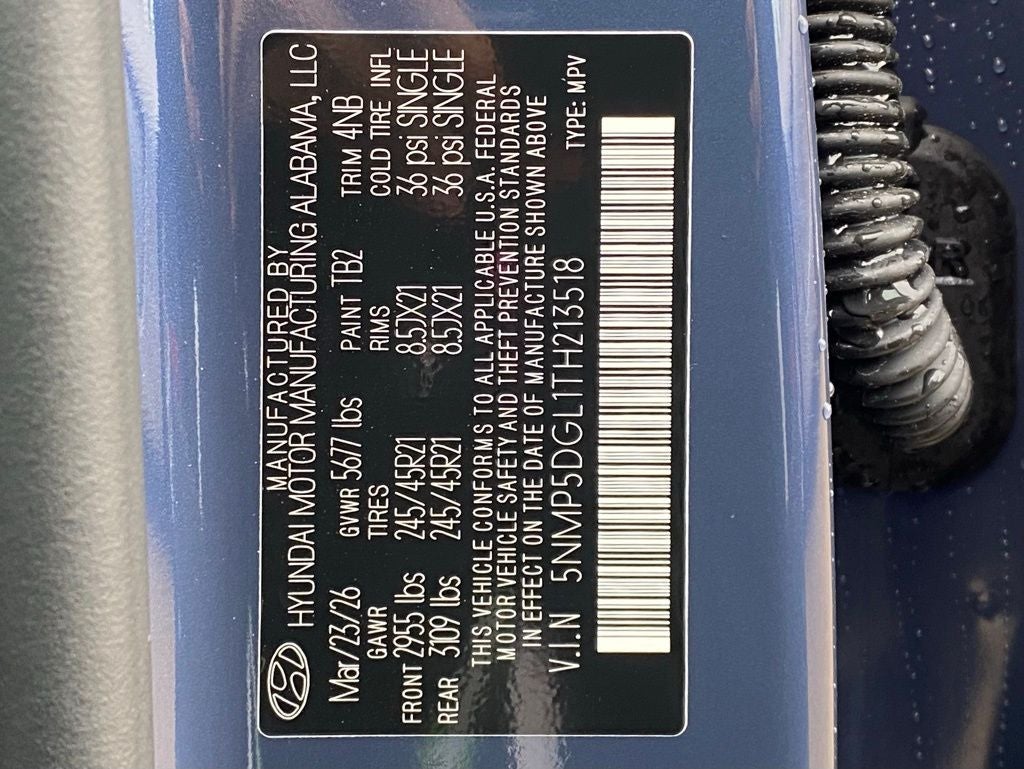 MANUFACTURED BY
HYUNDAI MOTOR MANUFACTURING ALABAMA, LLC
Mar/23/26 GVWR 5677 lbs PAINT TB2 TRIM 4NB
GAWR TIRES RIMS COLD TIRE INFL
FRONT 2955 lbs 245/45R21 8.5JX21 36 psi SINGLE
REAR 3109 lbs 245/45R21 8.5JX21 36 psi SINGLE
THIS VEHICLE CONFORMS TO ALL APPLICABLE U.S.A. FEDERAL
MOTOR VEHICLE SAFETY AND THEFT PREVENTION STANDARDS
IN EFFECT ON THE DATE OF MANUFACTURE SHOWN ABOVE
V.I.N 5NMP5DGL1TH213518 TYPE: MPV